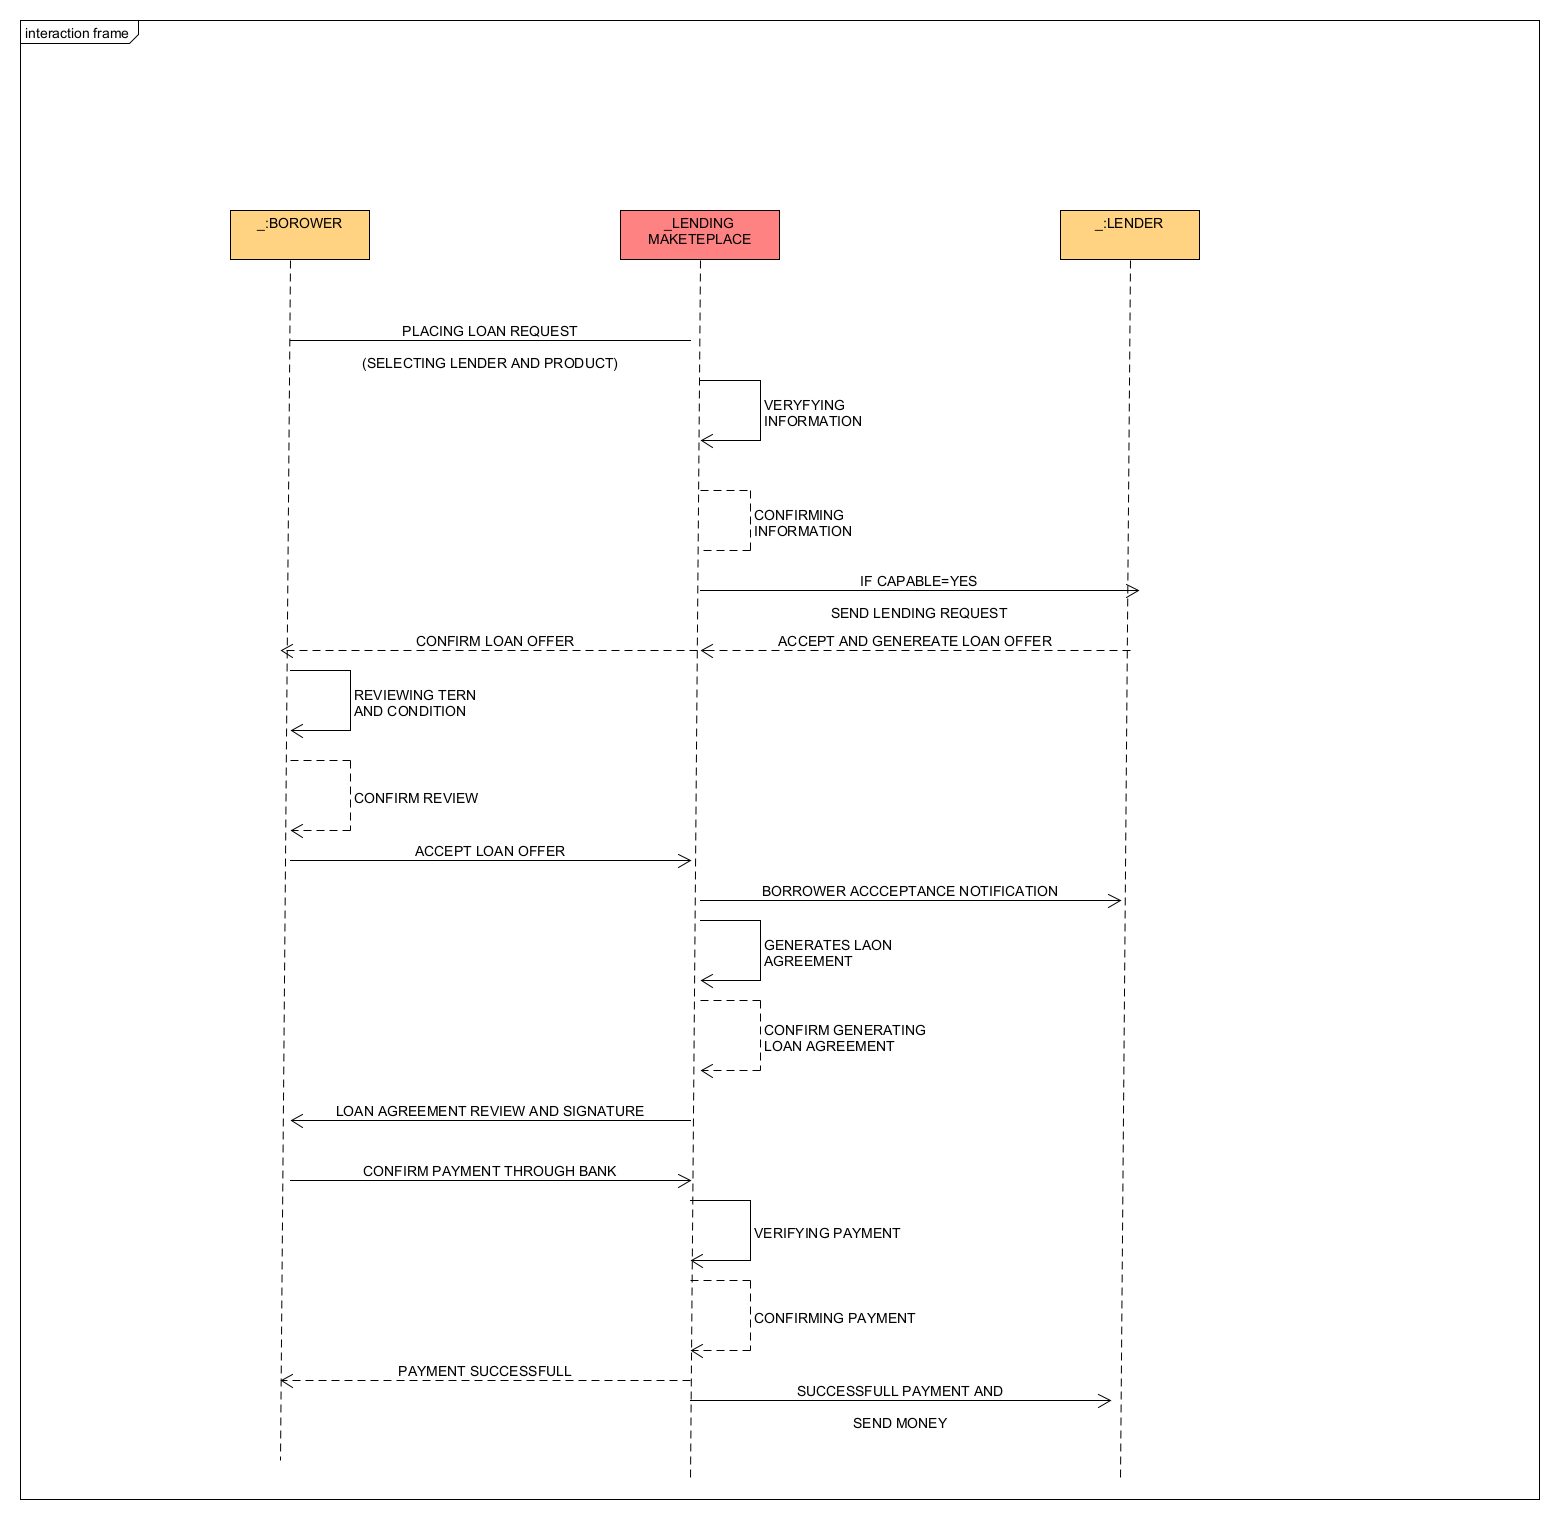 interaction frame
_:BOROWER
_LENDING
MAKETEPLACE
_:LENDER
PLACING LOAN REQUEST
(SELECTING LENDER AND PRODUCT)
VERYFYING
INFORMATION
CONFIRMING
INFORMATION
IF CAPABLE=YES
SEND LENDING REQUEST
CONFIRM LOAN OFFER
ACCEPT AND GENEREATE LOAN OFFER
REVIEWING TERN
AND CONDITION
CONFIRM REVIEW
ACCEPT LOAN OFFER
BORROWER ACCCEPTANCE NOTIFICATION
GENERATES LAON
AGREEMENT
CONFIRM GENERATING
LOAN AGREEMENT
LOAN AGREEMENT REVIEW AND SIGNATURE
CONFIRM PAYMENT THROUGH BANK
VERIFYING PAYMENT
CONFIRMING PAYMENT
PAYMENT SUCCESSFULL
SUCCESSFULL PAYMENT AND
SEND MONEY